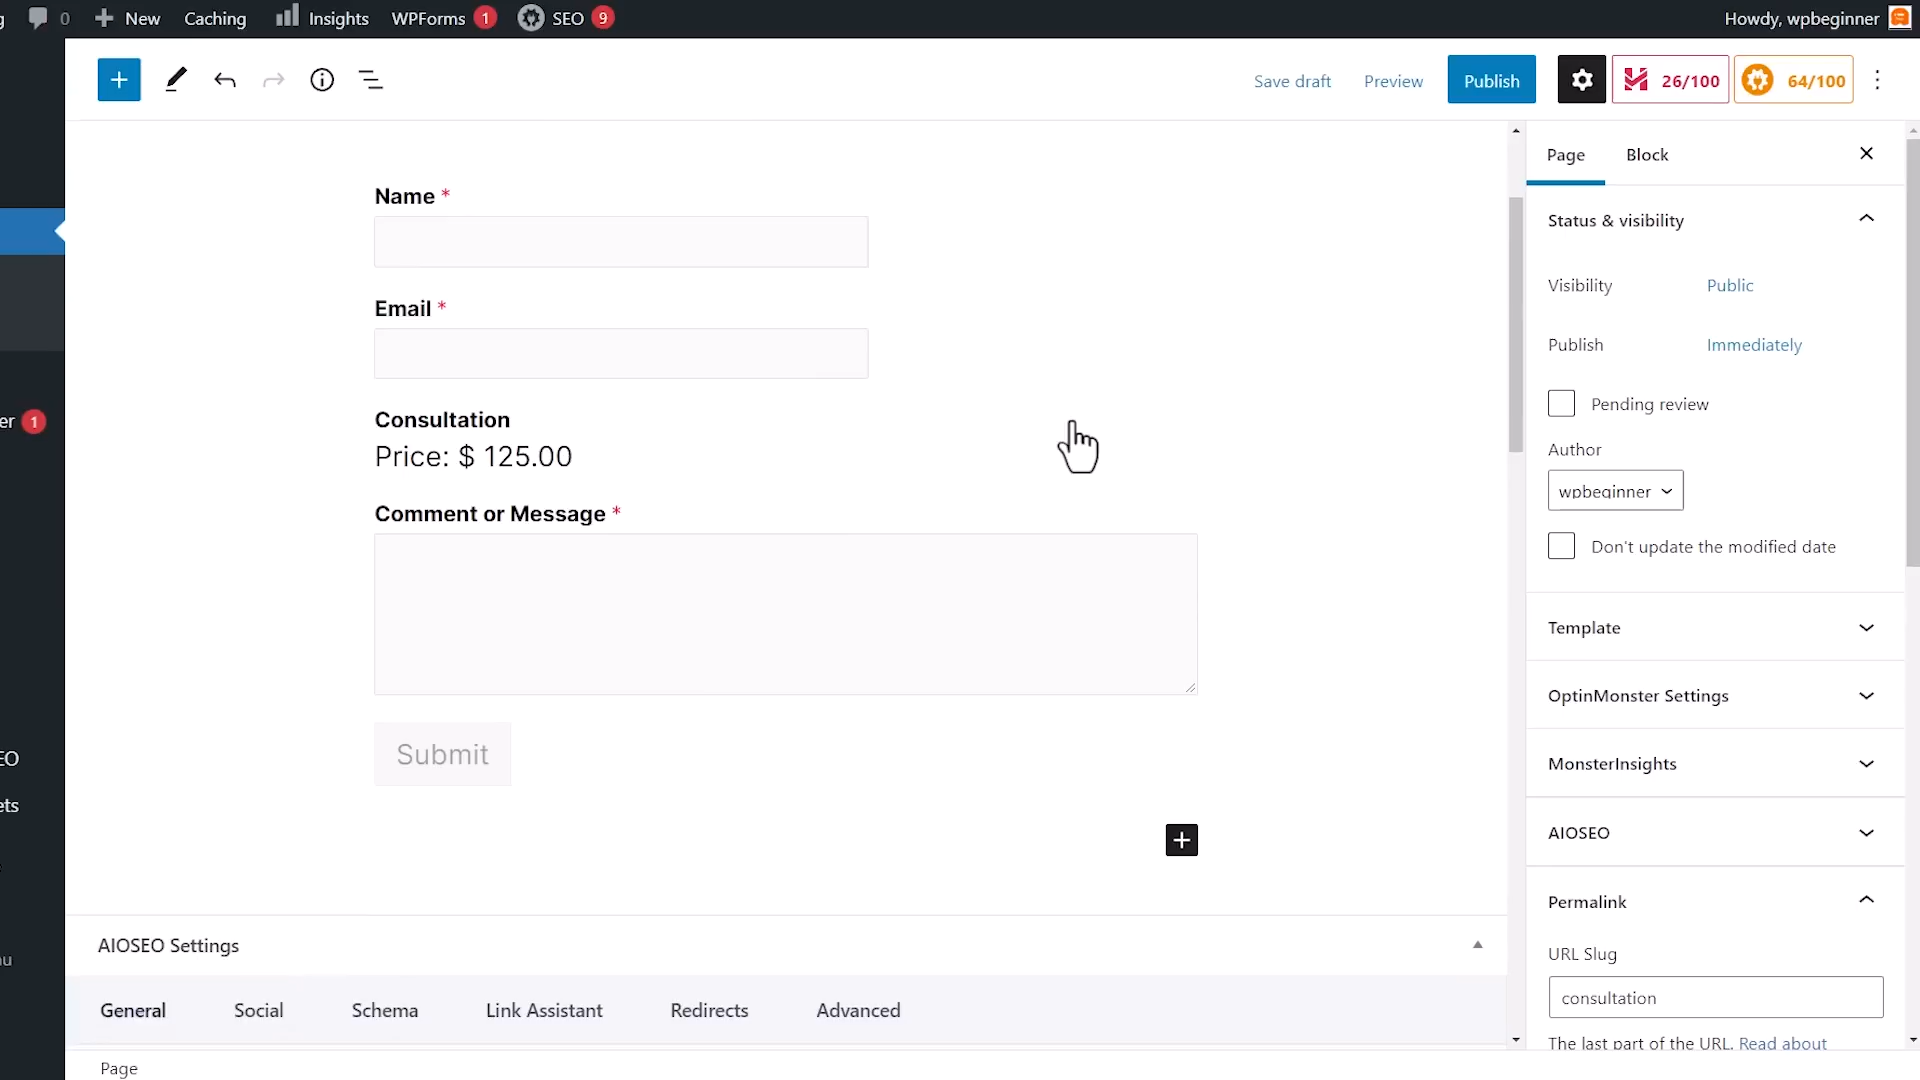 0 New Caching Insights WPForms 1 SEO 9 Howdy, wpbeginner
Save draft Preview Publish 26/100 64/100
Page Block
Name *
Status & visibility
Visibility Public
Email *
Publish Immediately
Pending review
er 1
Consultation
Author
Price: $ 125.00
wpbeginner
Comment or Message *
Don't update the modified date
Template
OptinMonster Settings
Submit
MonsterInsights
EO
ets
AIOSEO
Permalink
AIOSEO Settings
URL Slug
nu
consultation
General Social Schema Link Assistant Redirects Advanced
The last part of the URL. Read about
Page